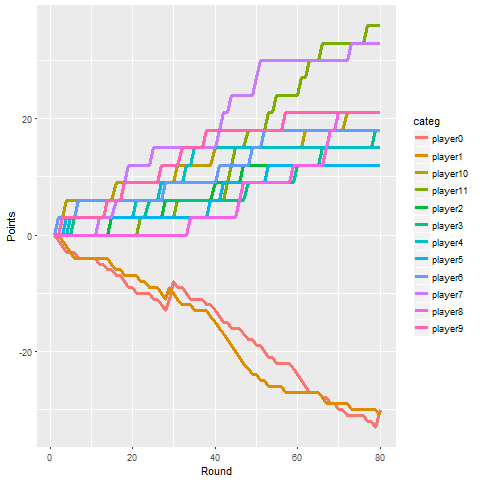 Points
20
0
-20
0
20
40
60
80
Round
categ
player0
player1
player10
player11
player2
player3
player4
player5
player6
player7
player8
player9